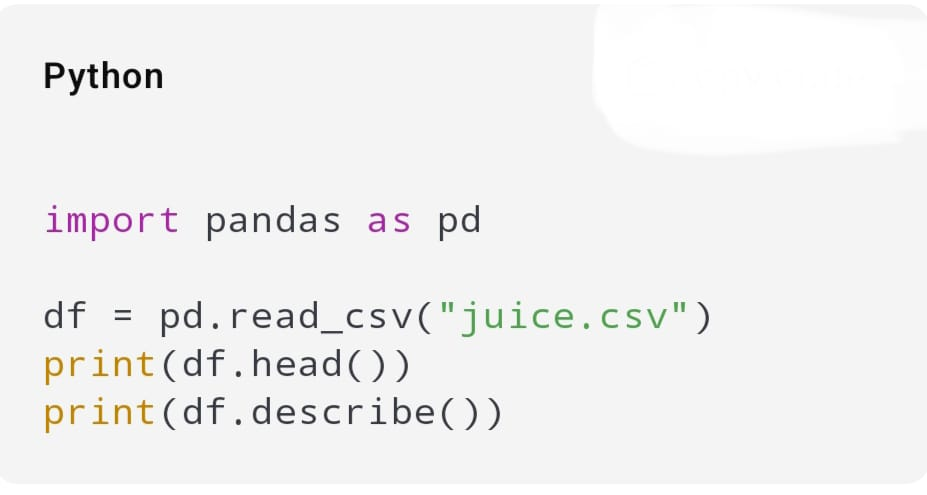 Python
import pandas as pd
df = pd.read_csv("juice.csv")
print(df.head())
print(df.describe())